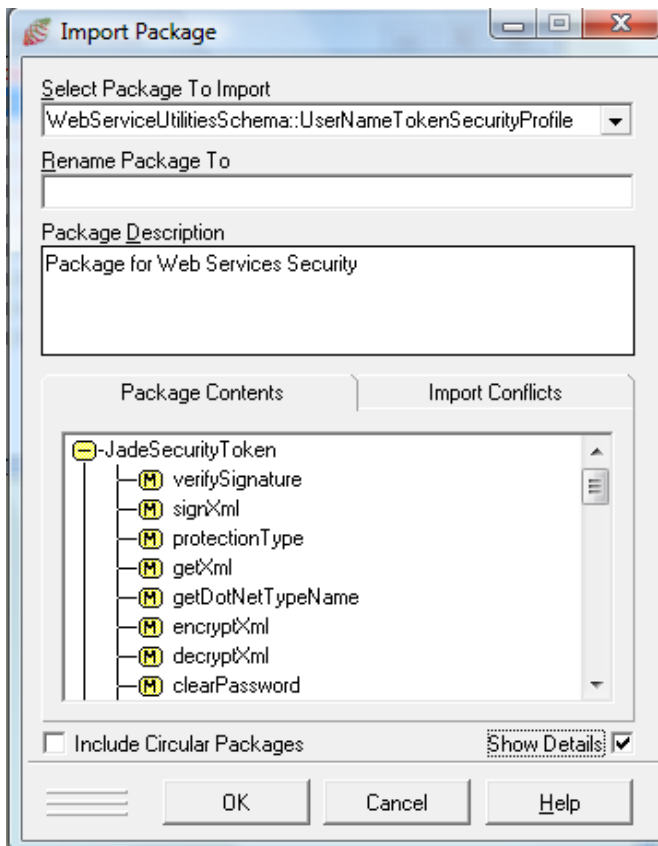 Import Package
Select Package To Import
WebServiceUtilitiesSchema::UserNameTokenSecurityProfile
Rename Package To
Package Description
Package for Web Services Security
Package Contents
Import Conflicts
JadeSecurityToken
M verifySignature
M signXml
M protectionType
M getXml
M getDotNetTypeName
M encryptXml
M decryptXml
M clearPassword
Include Circular Packages
Show Details
OK
Cancel
Help